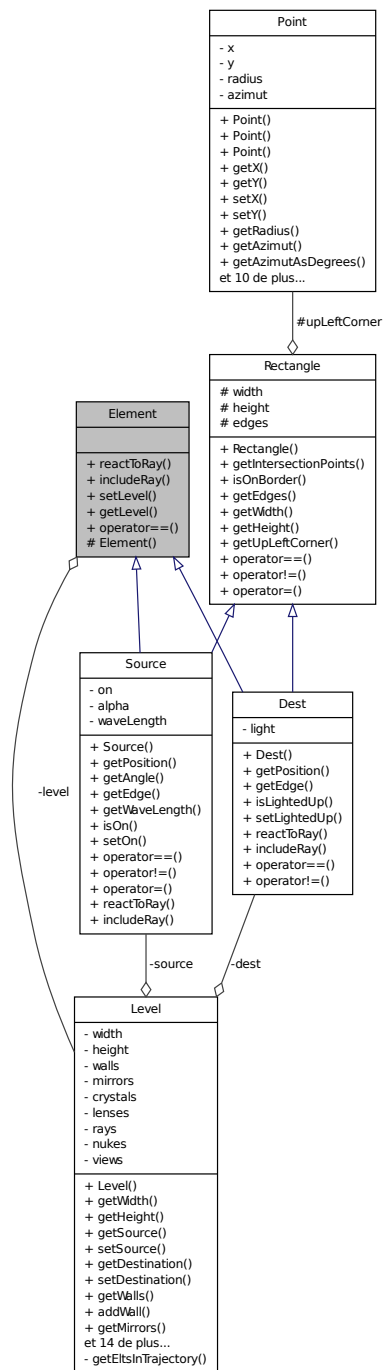 Point
- x
- y
- radius
- azimut
+ Point()
+ Point()
+ Point()
+ getX()
+ getY()
+ setX()
+ setY()
+ getRadius()
+ getAzimut()
+ getAzimutAsDegrees()
et 10 de plus...
#upLeftCorner
Rectangle
# width
# height
# edges
+ Rectangle()
+ getIntersectionPoints()
+ isOnBorder()
+ getEdges()
+ getWidth()
+ getHeight()
+ getUpLeftCorner()
+ operator==()
+ operator!=()
+ operator=()
Element
+ reactToRay()
+ includeRay()
+ setLevel()
+ getLevel()
+ operator==()
# Element()
Source
- on
- alpha
- waveLength
+ Source()
+ getPosition()
+ getAngle()
+ getEdge()
+ getWaveLength()
+ isOn()
+ setOn()
+ operator==()
+ operator!=()
+ operator=()
+ reactToRay()
+ includeRay()
Dest
- light
+ Dest()
+ getPosition()
+ getEdge()
+ isLightedUp()
+ setLightedUp()
+ reactToRay()
+ includeRay()
+ operator==()
+ operator!=()
-level
-source
-dest
Level
- width
- height
- walls
- mirrors
- crystals
- lenses
- rays
- nukes
- views
+ Level()
+ getWidth()
+ getHeight()
+ getSource()
+ setSource()
+ getDestination()
+ setDestination()
+ getWalls()
+ addWall()
+ getMirrors()
et 14 de plus...
- getEltsInTrajectory()